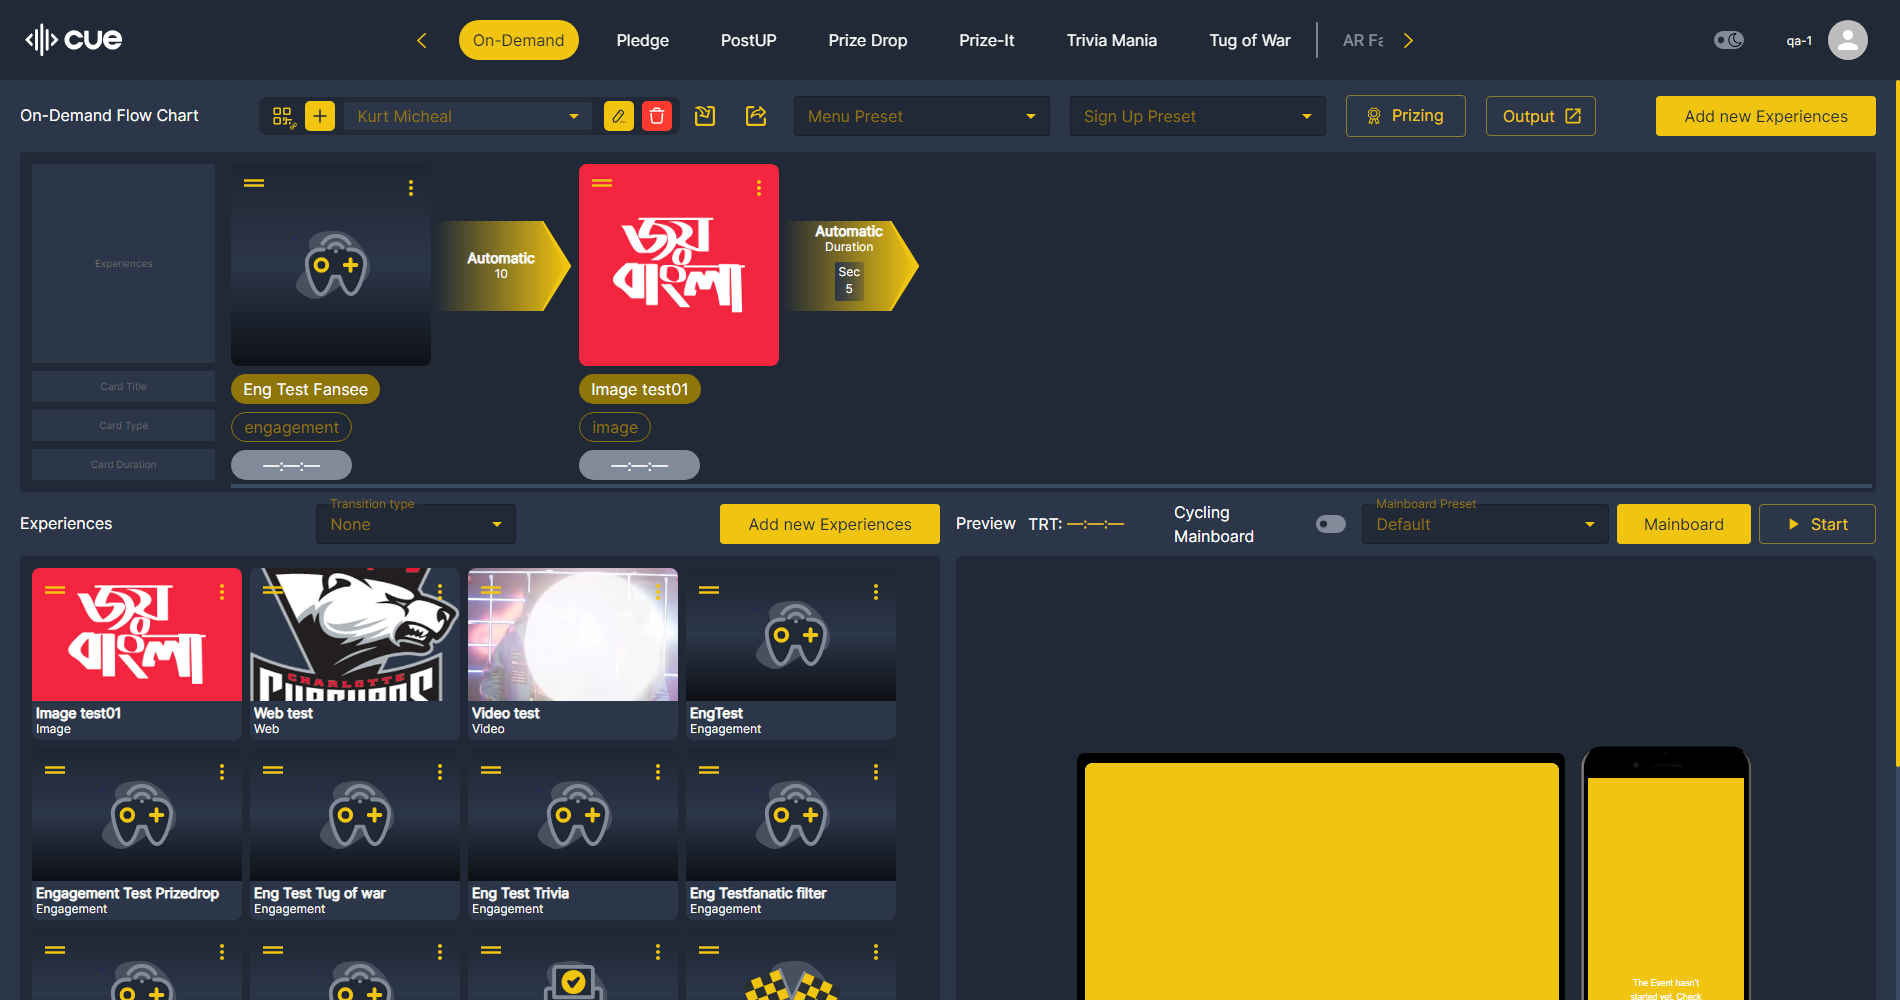 cue
On-Demand
Pledge
PostUP
Prize Drop
Prize-It
Trivia Mania
Tug of War
AR Fa
qa-1
On-Demand Flow Chart
Kurt Micheal
Menu Preset
Sign Up Preset
Prizing
Output
Add new Experiences
Experiences
Automatic
10
জয়
বাংলা
Automatic
Duration
Sec
5
Card Title
Eng Test Fansee
Image test01
Card Type
engagement
image
Card Duration
—:—:—
—:—:—
Experiences
Transition type
None
Add new Experiences
Preview
TRT: —:—:—
Cycling
Mainboard
Mainboard Preset
Default
Mainboard
Start
জয়
বাংলা
CHARLOTTE
Image test01
Image
Web test
Web
Video test
Video
EngTest
Engagement
Engagement Test Prizedrop
Engagement
Eng Test Tug of war
Engagement
Eng Test Trivia
Engagement
Eng Testfanatic filter
Engagement
The Event hasn't
started yet. Check